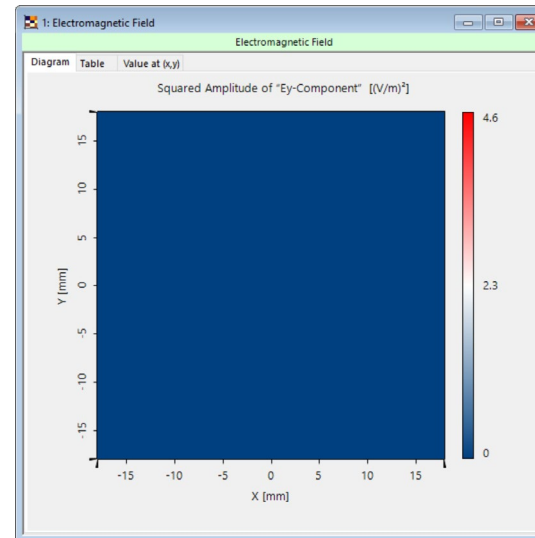 1: Electromagnetic Field
Electromagnetic Field
Diagram Table Value at (x,y)
Squared Amplitude of "Ey-Component" [(V/m)²]
4.6
15
10
5
2.3
Y [mm]
0
-5
-10
-15
0
-15 -10 -5 0 5 10 15
X [mm]